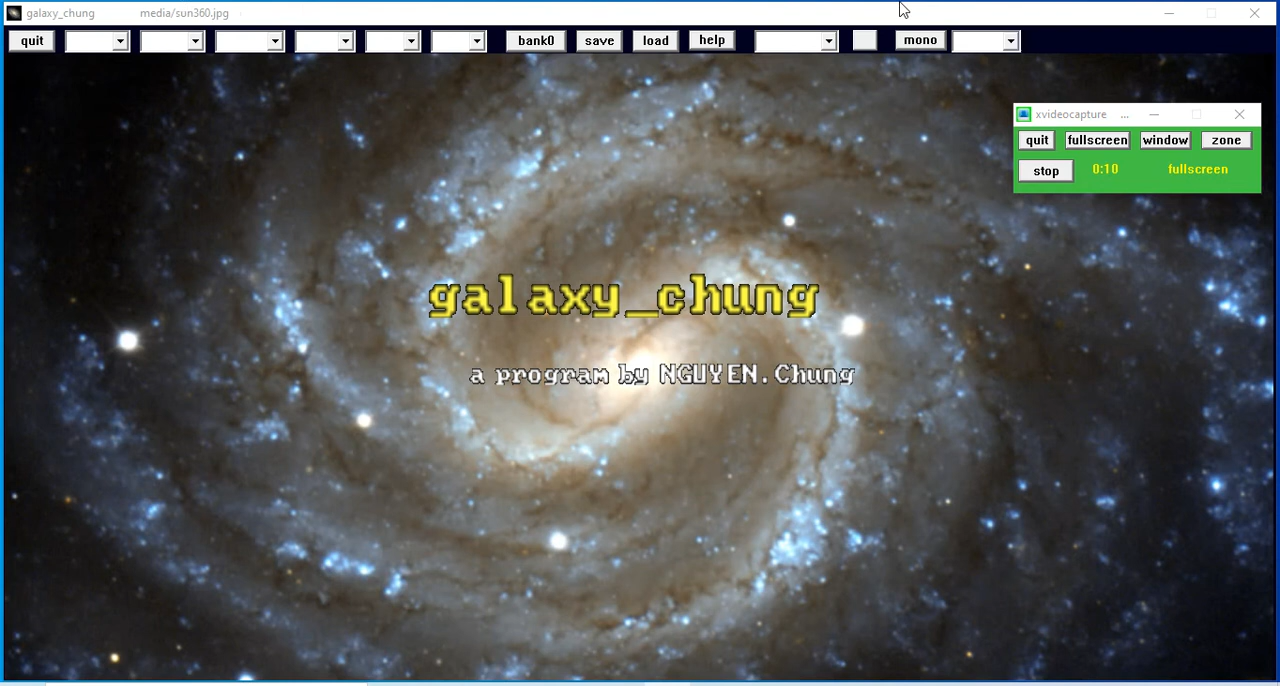 galaxy_chung media/sun360.jpg
quit bank0 save load help mono
xvideocapture ...
quit fullscreen window zone
stop 0:10 fullscreen
galaxy_chung
a program by NGUYEN.Chung